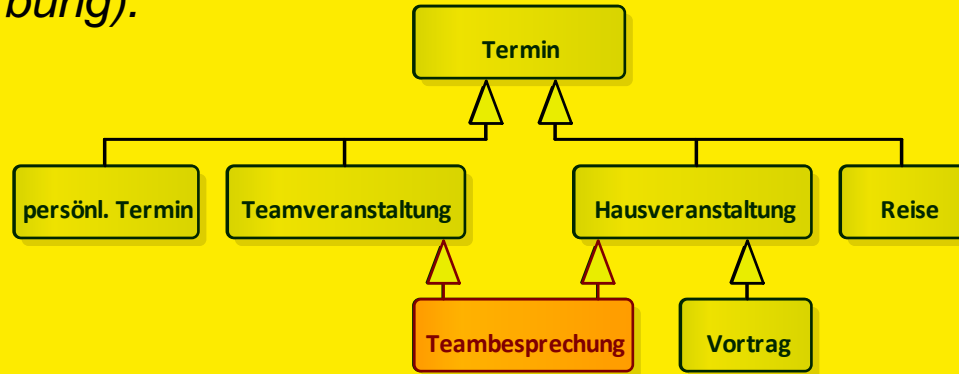 bung).
Termin
persönl. Termin
Teamveranstaltung
Hausveranstaltung
Reise
Teambesprechung
Vortrag